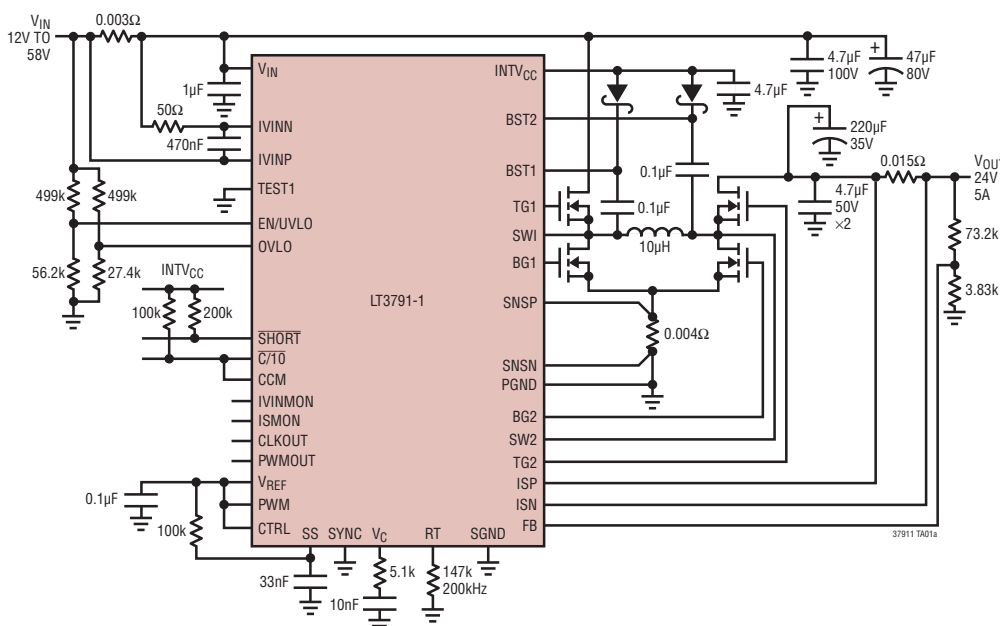 VIN
12V TO
58V
0.003Ω
1µF
50Ω
470nF
499k
499k
56.2k
27.4k
INTVCC
100k
200k
0.1µF
100k
33nF
10nF
5.1k
147k
200kHz
VIN
IVINN
IVINP
TEST1
EN/UVLO
OVLO
SHORT
C/10
CCM
IVINMON
ISMON
CLKOUT
PWMOUT
VREF
PWM
CTRL
SS
SYNC
VC
RT
SGND
LT3791-1
INTVCC
BST2
BST1
TG1
SWI
BG1
SNSP
SNSN
PGND
BG2
SW2
TG2
ISP
ISN
FB
4.7µF
0.1µF
0.1µF
10µH
0.004Ω
4.7µF
100V
+
47µF
80V
+
220µF
35V
4.7µF
50V
×2
0.015Ω
VOUT
24V
5A
73.2k
3.83k
37911 TA01a